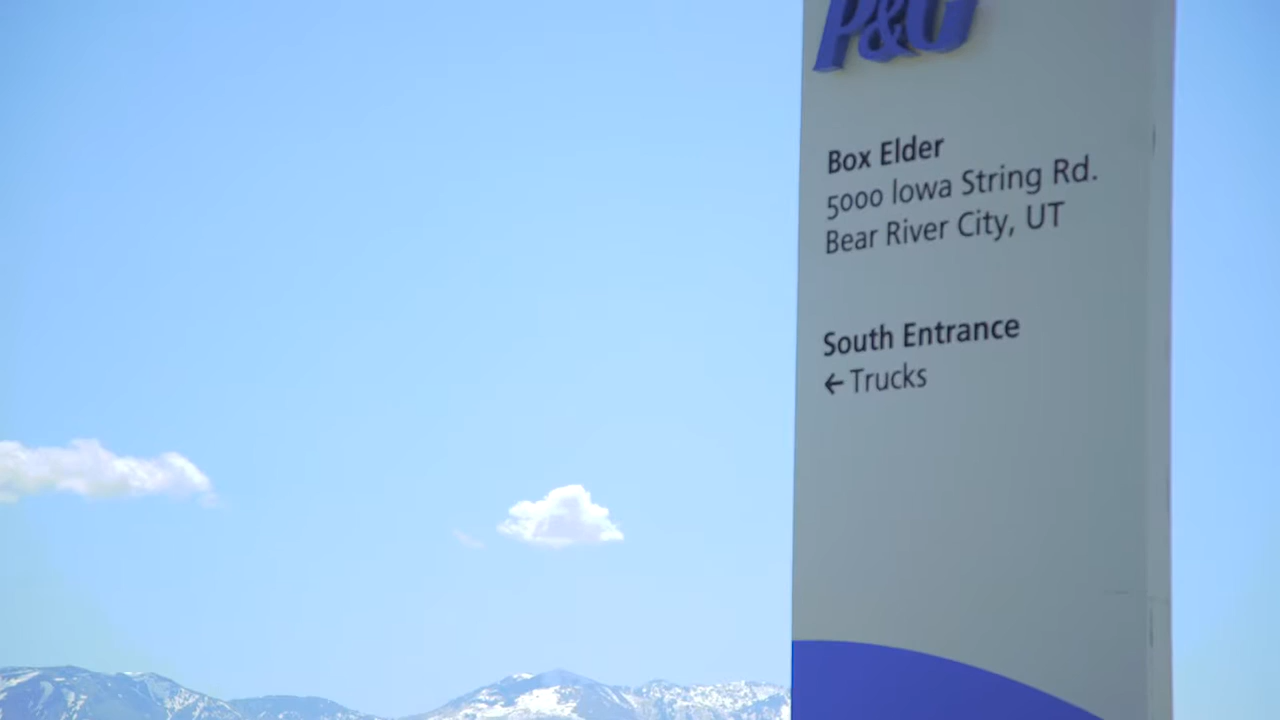 P&G
Box Elder
5000 Iowa String Rd.
Bear River City, UT
South Entrance
← Trucks